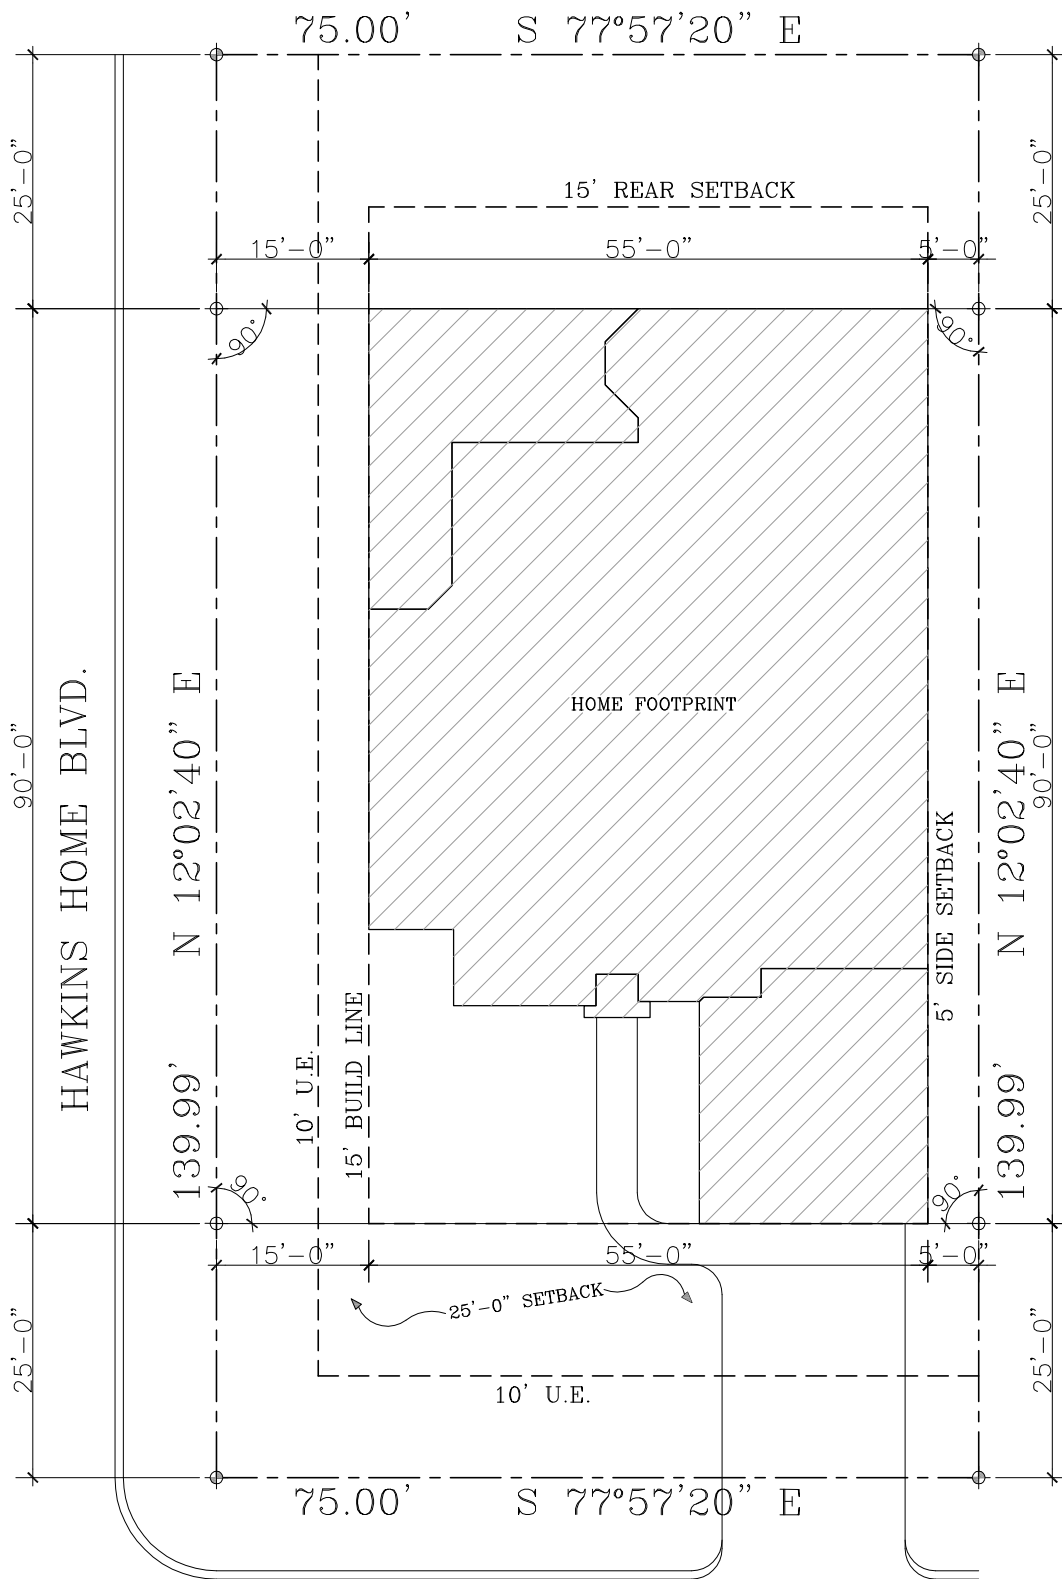 75.00' S 77°57'20" E
25'-0"
25'-0"
15' REAR SETBACK
15'-0"
55'-0"
5'-0"
90°
90°
HOME FOOTPRINT
HAWKINS HOME BLVD.
90'-0"
N 12°02'40" E
139.99'
N 12°02'40" E
139.99'
90'-0"
5' SIDE SETBACK
15' BUILD LINE
10' U.E.
90°
90°
15'-0"
55'-0"
5'-0"
25'-0" SETBACK
25'-0"
25'-0"
10' U.E.
75.00' S 77°57'20" E